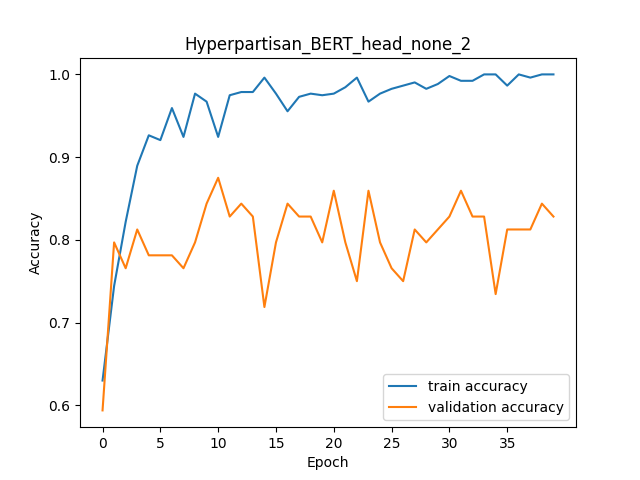 Hyperpartisan_BERT_head_none_2
1.0
0.9
0.8
0.7
0.6
Accuracy
train accuracy
validation accuracy
0 5 10 15 20 25 30 35
Epoch